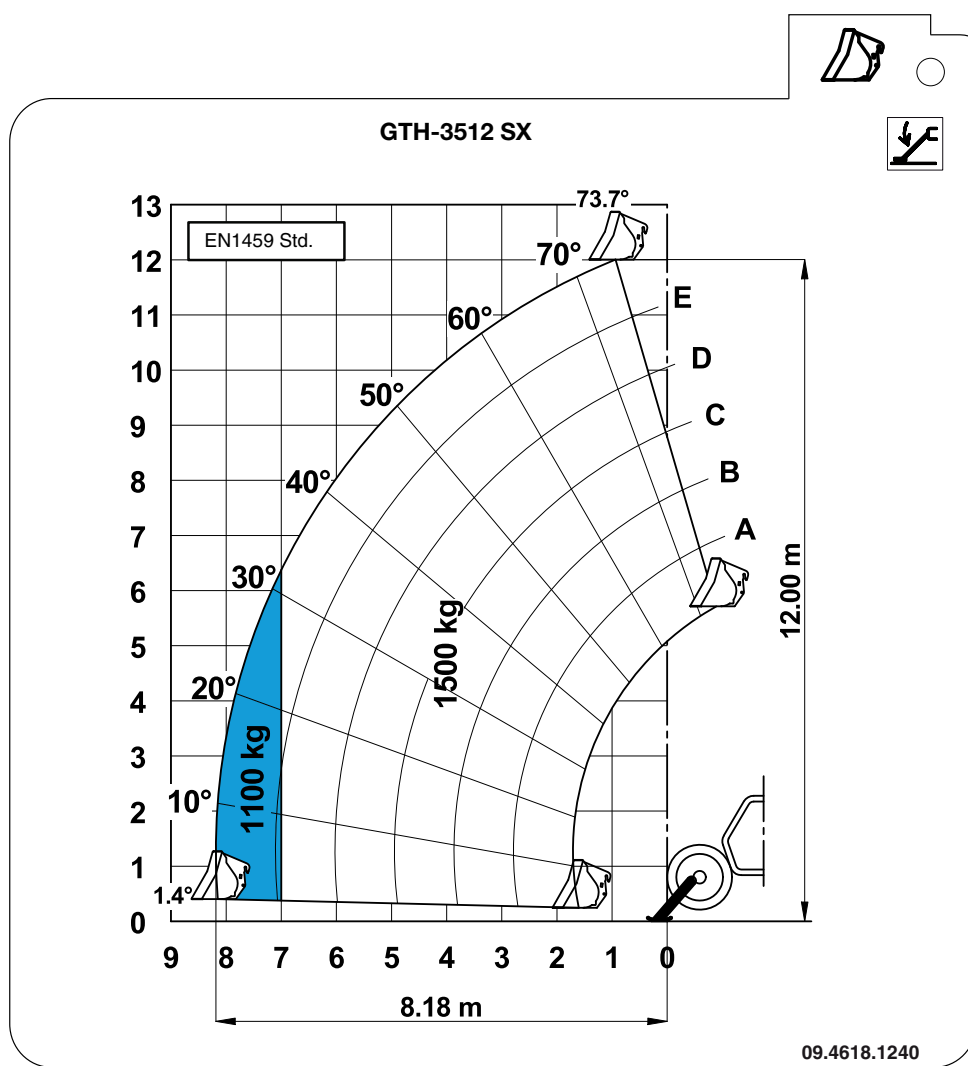 GTH-3512 SX
EN1459 Std.
73.7°
70°
60°
50°
40°
30°
20°
10°
1.4°
E
D
C
B
A
13
12
11
10
9
8
7
6
5
4
3
2
1
0
1100 kg
1500 kg
12.00 m
9 8 7 6 5 4 3 2 1 0
8.18 m
09.4618.1240